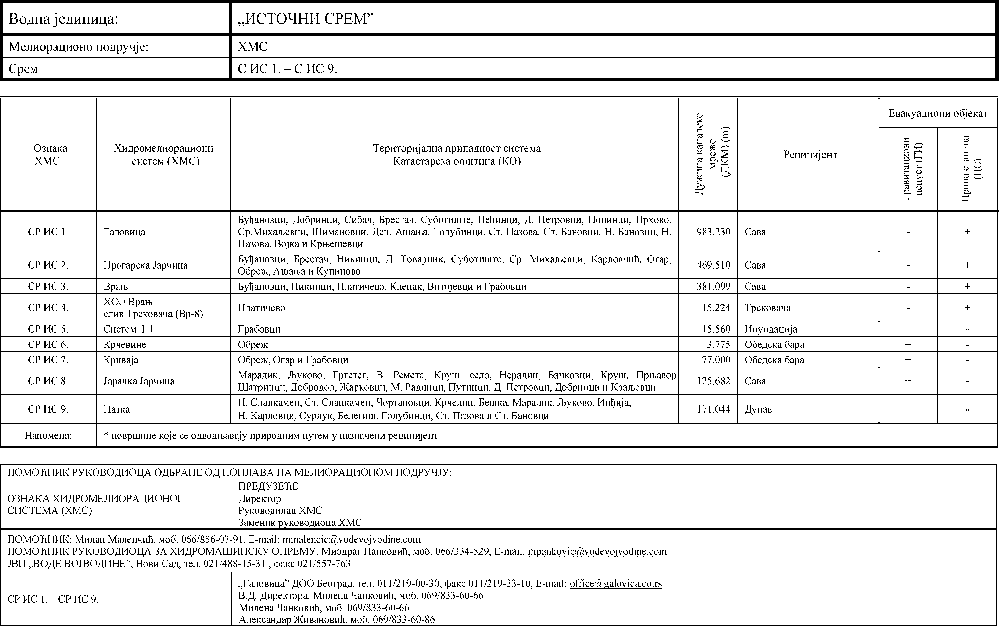 Водна јединица: „ИСТОЧНИ СРЕМ”
Мелиорационо подручје: ХМС
Срем С ИС 1. – С ИС 9.
Ознака ХМС
Хидромелиорациони систем (ХМС)
Територијална припадност система
Катастарска општина (КО)
Дужина каналске мреже (ДКМ) (m)
Реципијент
Евакуациони објекат
Гравитациони испуст (ГИ)
Црпна станица (ЦС)
СР ИС 1. Галовица
Буђановци, Добринци, Сибач, Брестач, Суботиште, Пећинци, Д. Петровци, Попинци, Прхово,
Ср.Михаљевци, Шимановци, Деч, Ашања, Голубинци, Ст. Пазова, Ст. Бановци, Н. Бановци, Н.
Пазова, Војка и Крњешевци
983.230 Сава - +
СР ИС 2. Прогарска Јарчина
Буђановци, Брестач, Никинци, Д. Товарник, Суботиште, Ср. Михаљевци, Карловчић, Огар,
Обреж, Ашања и Купиново
469.510 Сава - +
СР ИС 3. Врањ Буђановци, Никинци, Платичево, Кленак, Витојевци и Грабовци 381.099 Сава - +
СР ИС 4. ХСО Врањ
слив Трсковача (Вр-8)
Платичево 15.224 Трсковача - +
СР ИС 5. Систем I-1 Грабовци 15.560 Инундација + -
СР ИС 6. Крчевине Обреж 3.775 Обедска бара + -
СР ИС 7. Криваја Обреж, Огар и Грабовци 77.000 Обедска бара + -
СР ИС 8. Јарачка Јарчина
Марадик, Љуково, Гргетег, В. Ремета, Круш. село, Нерадин, Банковци, Круш. Прњавор,
Шатринци, Добродол, Жарковци, М. Радинци, Путинци, Д. Петровци, Добринци и Краљевци
125.682 Сава + -
СР ИС 9. Патка
Н. Сланкамен, Ст. Сланкамен, Чортановци, Крчедин, Бешка, Марадик, Љуково, Инђија,
Н. Карловци, Сурдук, Белегиш, Голубинци, Ст. Пазова и Ст. Бановци
171.044 Дунав + -
Напомена: * површине које се одводњавају природним путем у назначени реципијент
ПОМОЋНИК РУКОВОДИОЦА ОДБРАНЕ ОД ПОПЛАВА НА МЕЛИОРАЦИОНОМ ПОДРУЧЈУ:
ОЗНАКА ХИДРОМЕЛИОРАЦИОНОГ
СИСТЕМА (ХМС)
ПРЕДУЗЕЋЕ
Директор
Руководилац ХМС
Заменик руководиоца ХМС
ПОМОЋНИК: Милан Маленчић, моб. 066/856-07-91, E-mail: mmalencic@vodevojvodine.com
ПОМОЋНИК РУКОВОДИОЦА ЗА ХИДРОМАШИНСКУ ОПРЕМУ: Миодраг Панковић, моб. 066/334-529, E-mail: mpankovic@vodevojvodine.com
ЈВП „ВОДЕ ВОЈВОДИНЕ”, Нови Сад, тел. 021/488-15-31 , факс 021/557-763
СР ИС 1. – СР ИС 9.
„Галовица” ДОО Београд, тел. 011/219-00-30, факс 011/219-33-10, E-mail: office@galovica.co.rs
В.Д. Директора: Милена Чанковић, моб. 069/833-60-66
Милена Чанковић, моб. 069/833-60-66
Александар Живановић, моб. 069/833-60-86